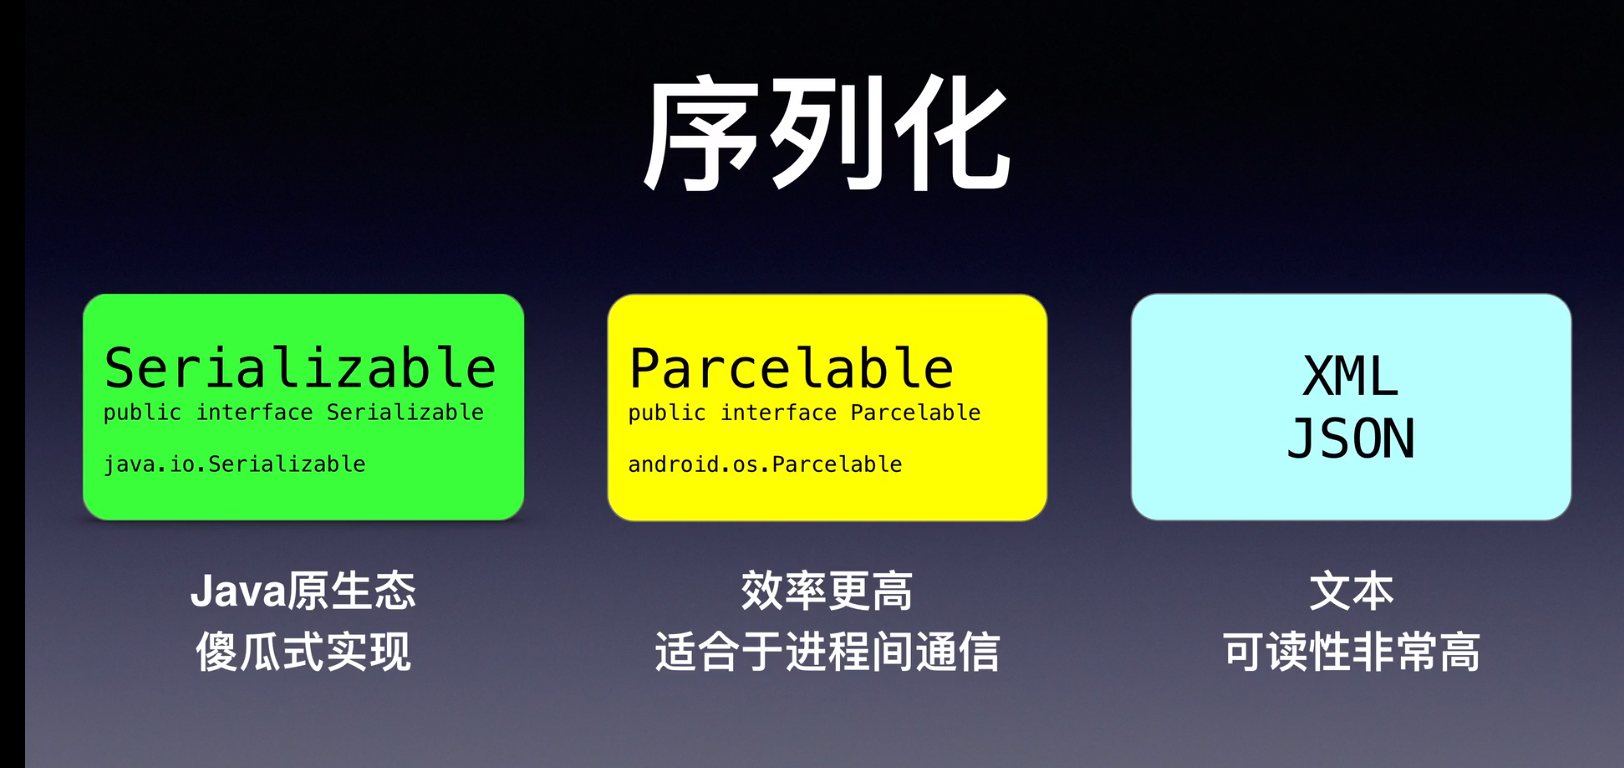 序列化
Serializable
public interface Serializable
java.io.Serializable
Parcelable
public interface Parcelable
android.os.Parcelable
XML
JSON
Java原生态
傻瓜式实现
效率更高
适合于进程间通信
文本
可读性非常高